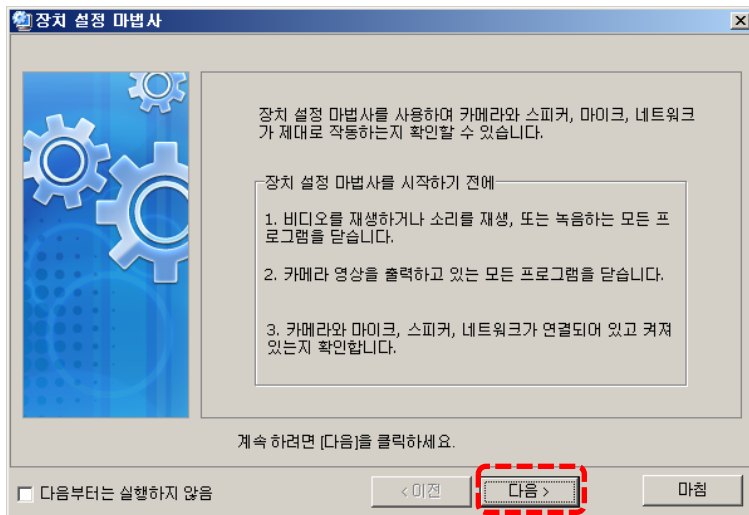 장치 설정 마법사
장치 설정 마법사를 사용하여 카메라와 스피커, 마이크, 네트워크
가 제대로 작동하는지 확인할 수 있습니다.
장치 설정 마법사를 시작하기 전에
1. 비디오를 재생하거나 소리를 재생, 또는 녹음하는 모든 프
로그램을 닫습니다.
2. 카메라 영상을 출력하고 있는 모든 프로그램을 닫습니다.
3. 카메라와 마이크, 스피커, 네트워크가 연결되어 있고 켜져
있는지 확인합니다.
계속 하려면 [다음]을 클릭하세요.
다음부터는 실행하지 않음
< 이전
다음 >
마침